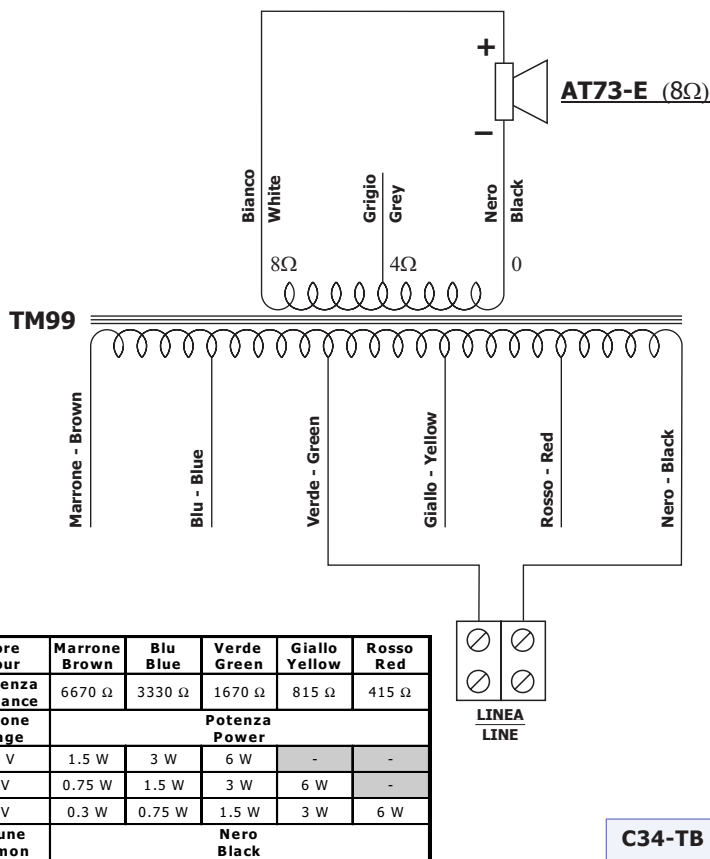 +
AT73-E (8Ω)
−
Bianco
White
Grigio
Grey
Nero
Black
8Ω
4Ω
0
TM99
Marrone - Brown
Blu - Blue
Verde - Green
Giallo - Yellow
Rosso - Red
Nero - Black
LINEA
LINE
Marrone Blu Verde Giallo Rosso
Brown Blue Green Yellow Red
6670 Ω 3330 Ω 1670 Ω 815 Ω 415 Ω
Potenza
Power
V 1.5 W 3 W 6 W - -
V 0.75 W 1.5 W 3 W 6 W -
V 0.3 W 0.75 W 1.5 W 3 W 6 W
Nero
Black
C34-TB